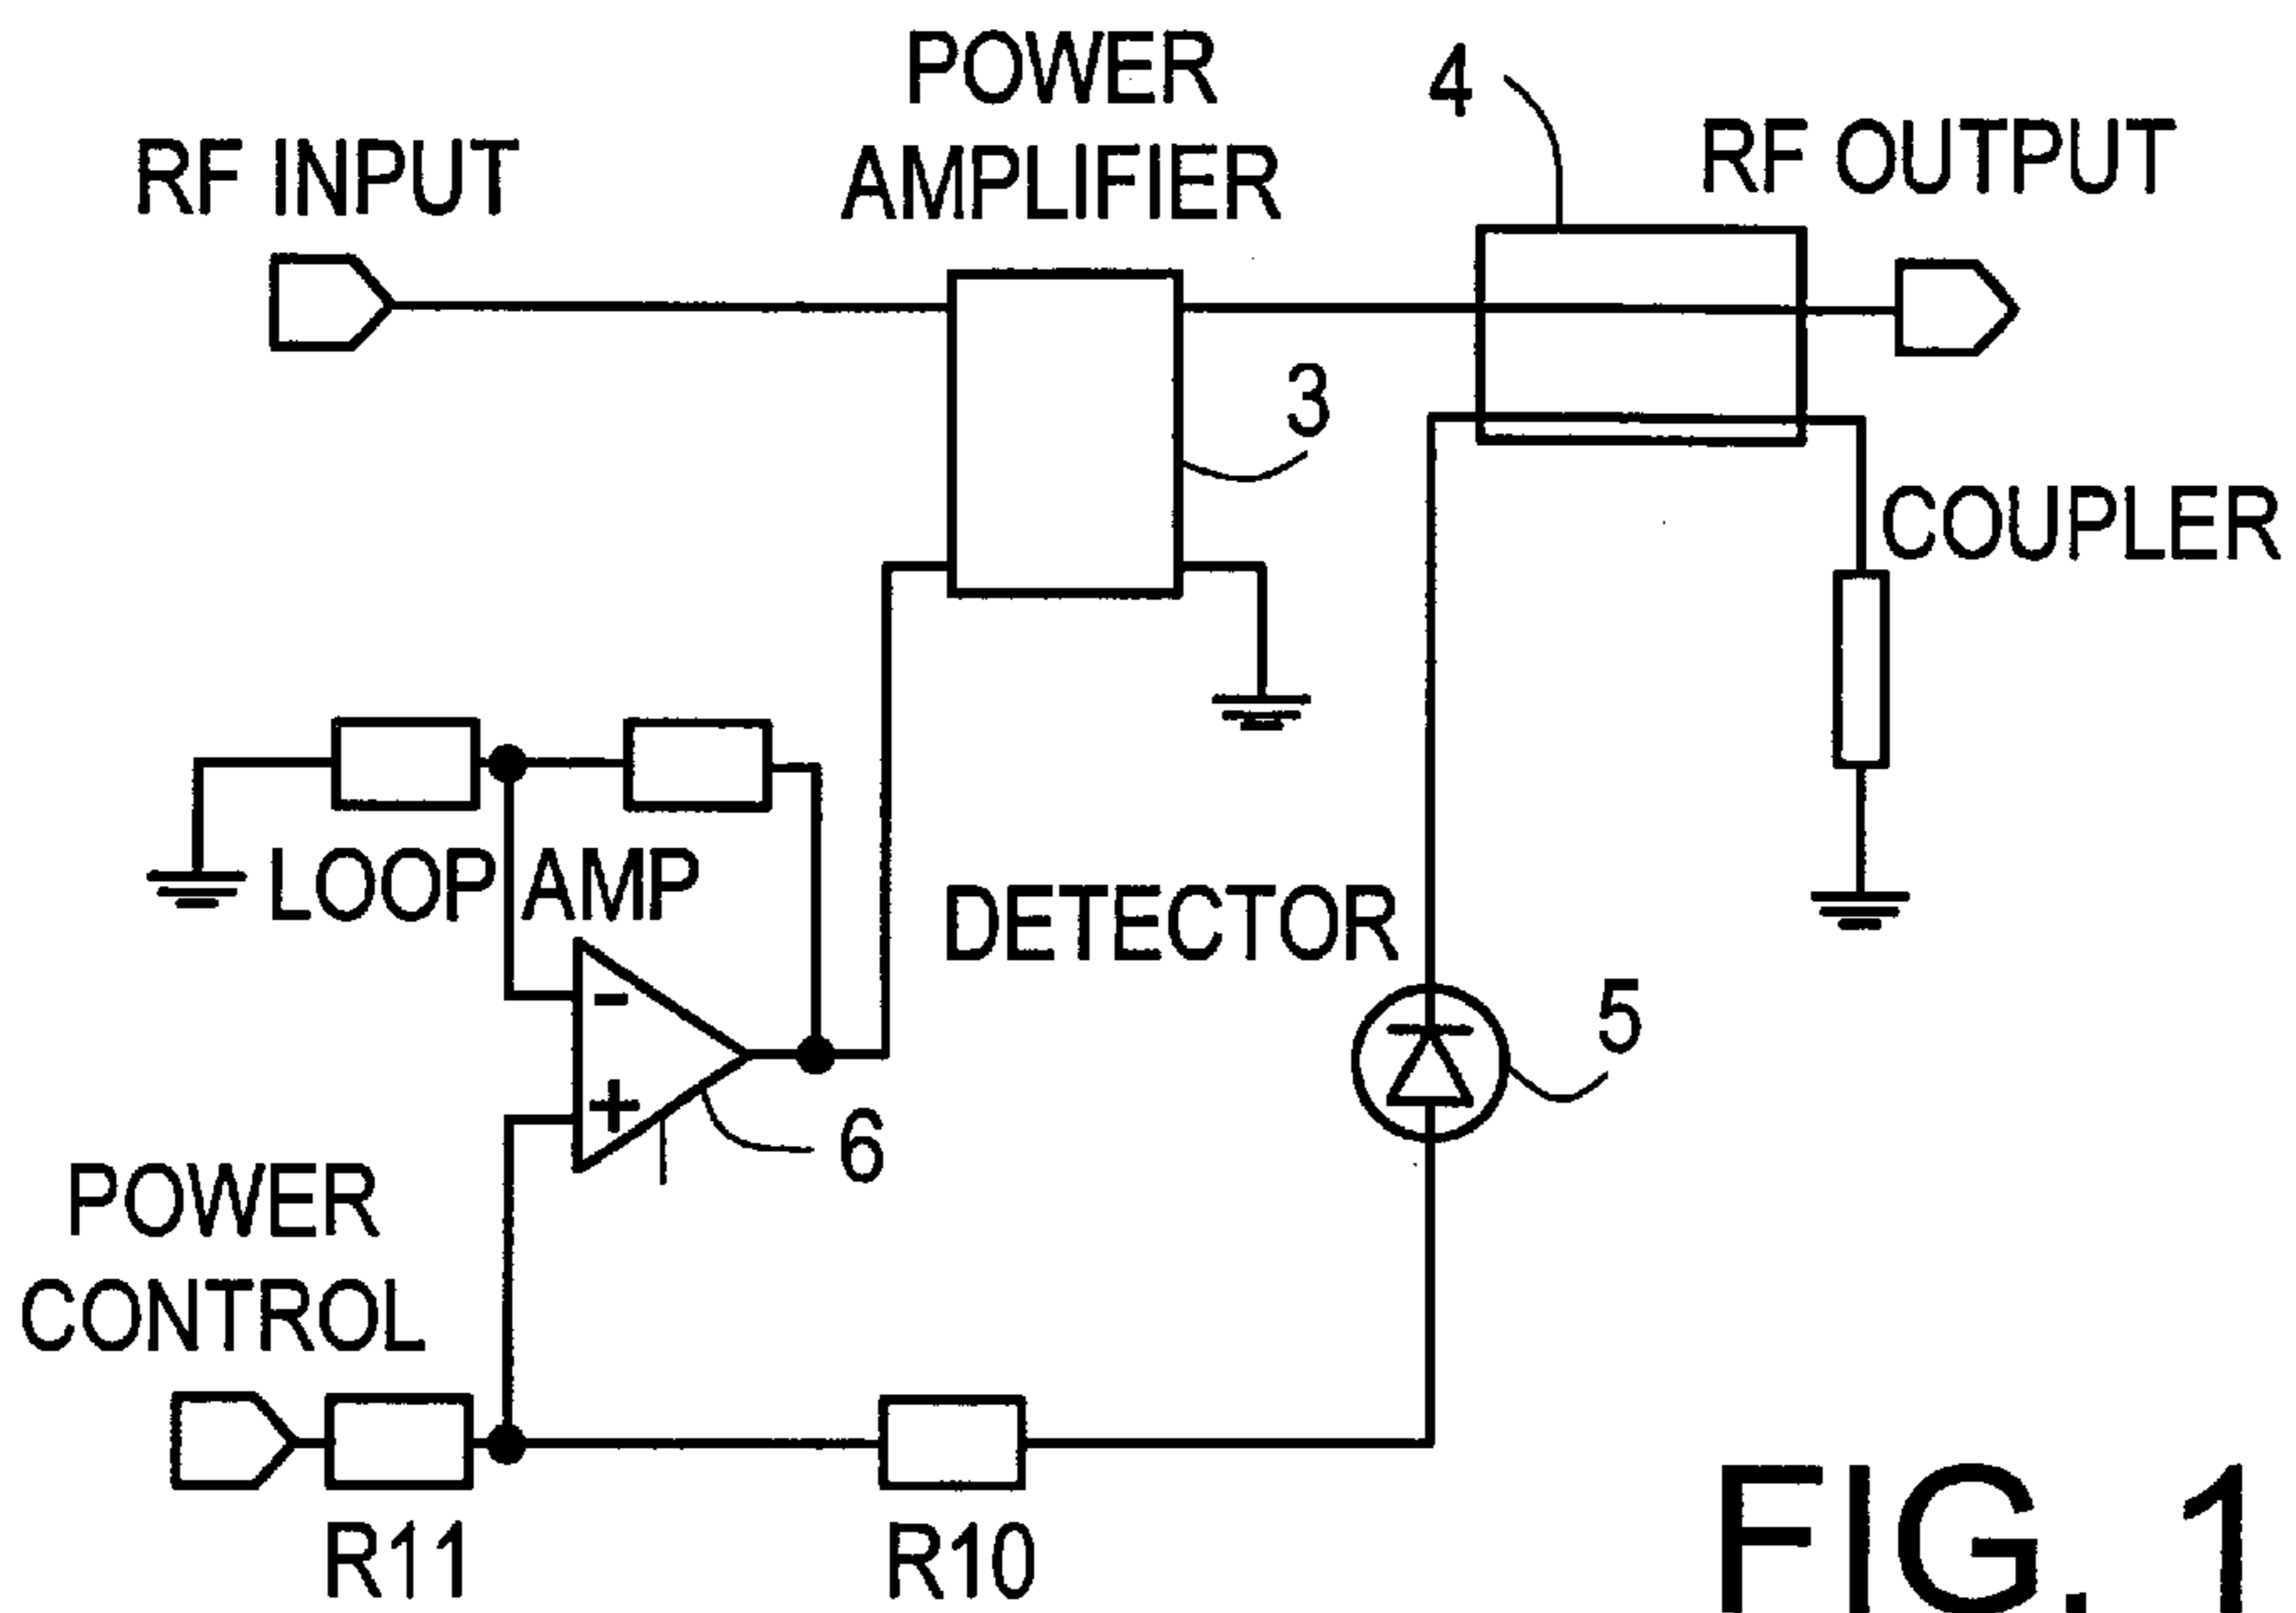 POWER
AMPLIFIER
4
RF INPUT
RF OUTPUT
3
COUPLER
LOOP AMP
DETECTOR
-
+
5
6
POWER
CONTROL
R11
R10
FIG. 1